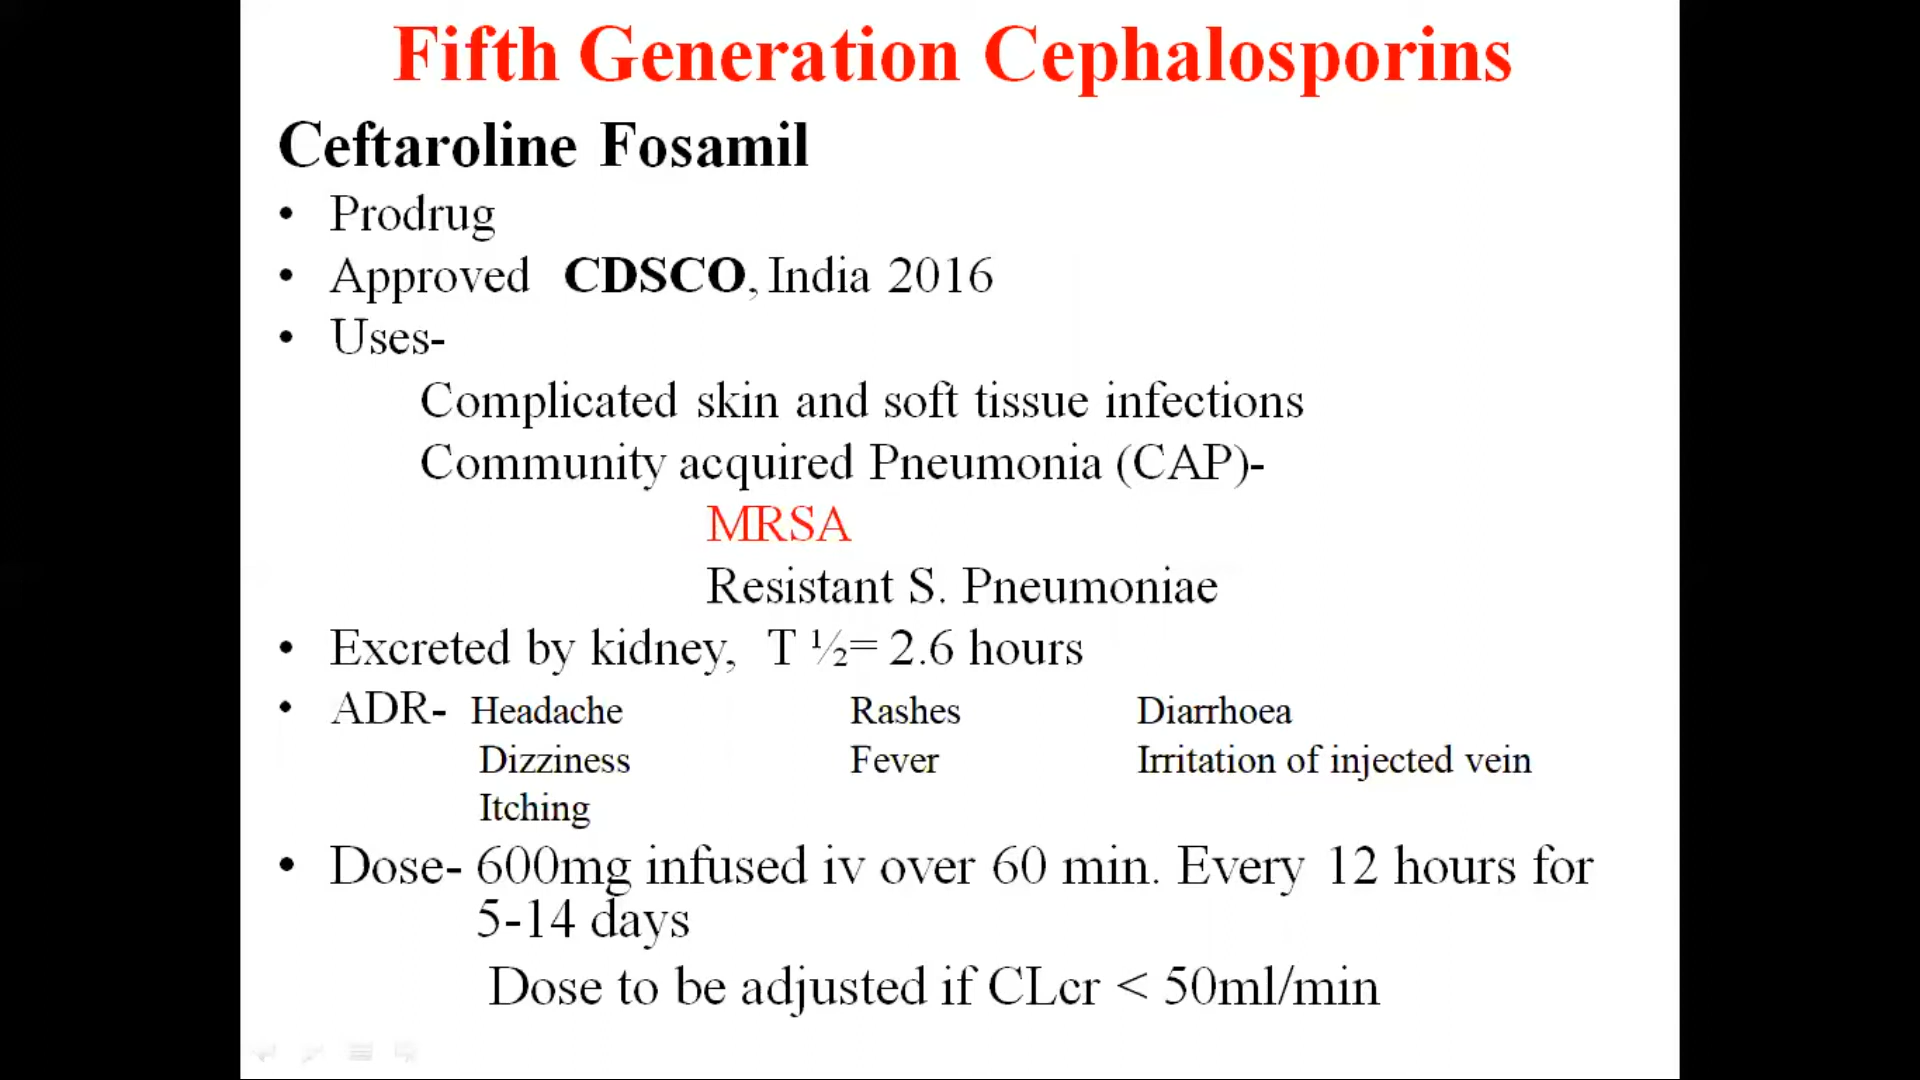 Fifth Generation Cephalosporins
Ceftaroline Fosamil
• Prodrug
• Approved CDSCO, India 2016
• Uses-
Complicated skin and soft tissue infections
Community acquired Pneumonia (CAP)-
MRSA
Resistant S. Pneumoniae
• Excreted by kidney, T ½= 2.6 hours
• ADR- Headache Rashes Diarrhoea
Dizziness Fever Irritation of injected vein
Itching
• Dose- 600mg infused iv over 60 min. Every 12 hours for
5-14 days
Dose to be adjusted if CLcr < 50ml/min